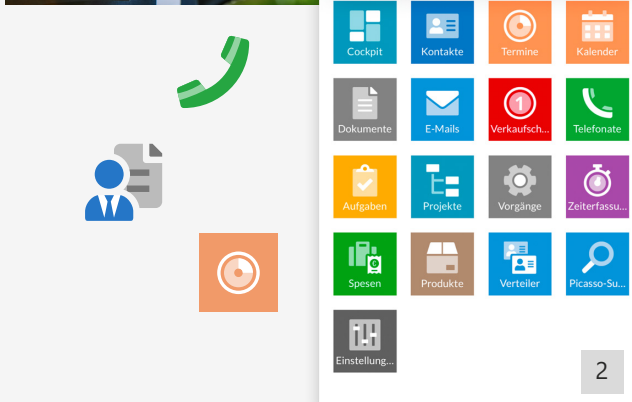 Cockpit
Kontakte
Termine
Kalender
Dokumente
E-Mails
1
Verkaufsch...
Telefonate
Aufgaben
Projekte
Vorgänge
Zeiterfassu...
Spesen
Produkte
Verteiler
Picasso-Su...
Einstellung...
2